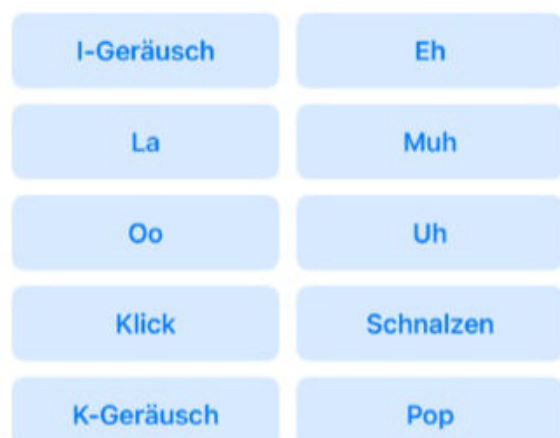 I-Geräusch Eh
La Muh
Oo Uh
Klick Schnalzen
K-Geräusch Pop